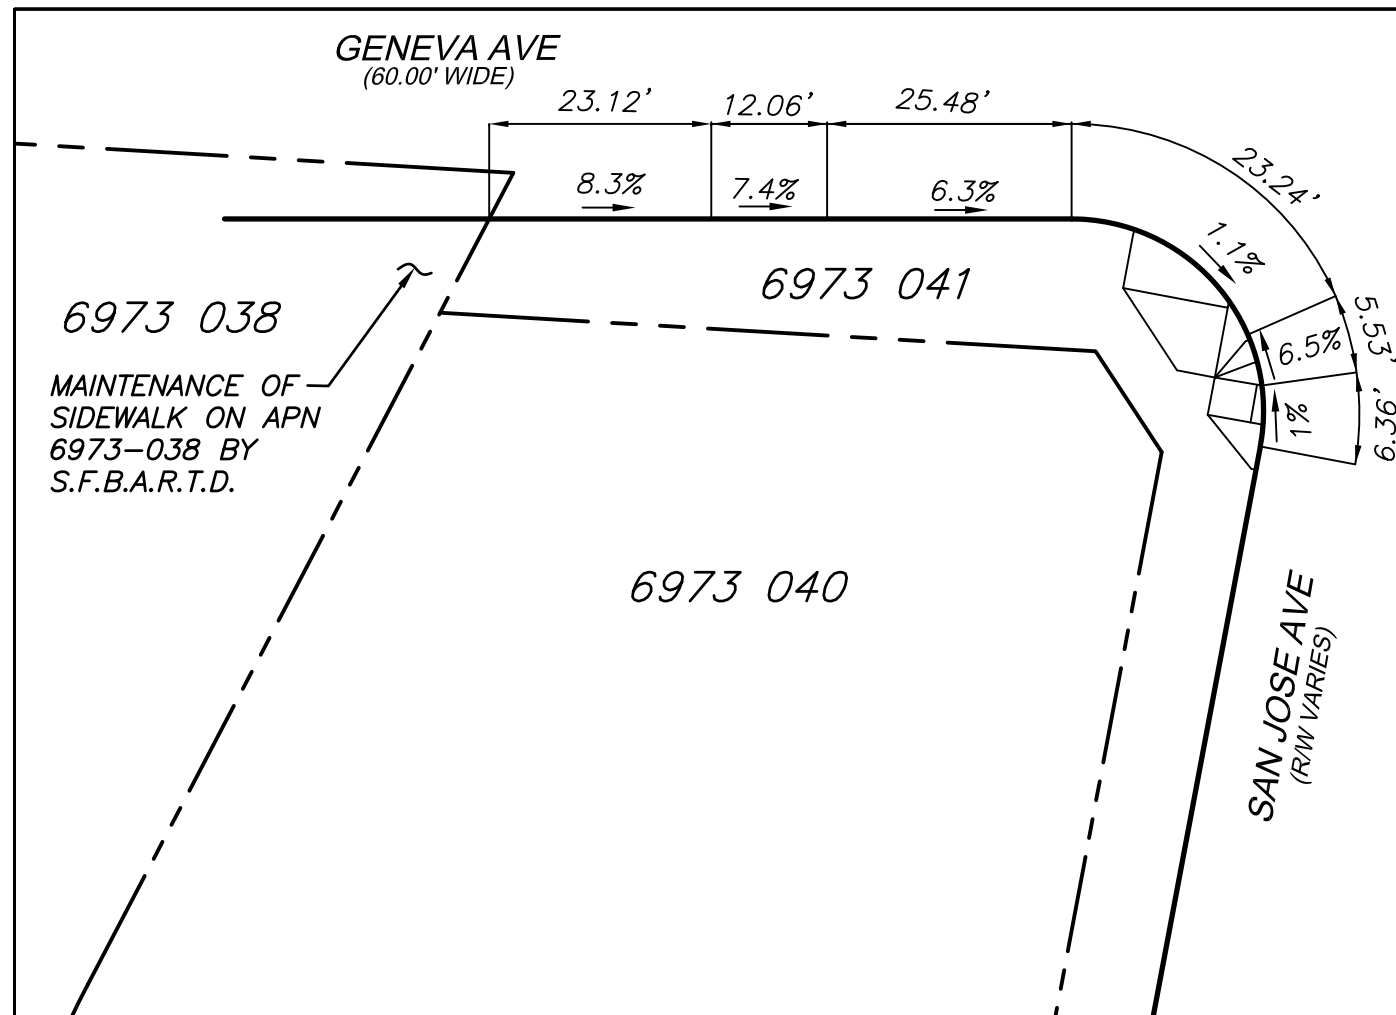 GENEVA AVE
(60.00' WIDE)
23.12'
12.06'
25.48'
23.24'
8.3%
7.4%
6.3%
1.1%
5.53'
6.5%
6.36'
1%
6973 041
6973 038
MAINTENANCE OF
SIDEWALK ON APN
6973-038 BY
S.F.B.A.R.T.D.
6973 040
SAN JOSE AVE
(R/W VARIES)